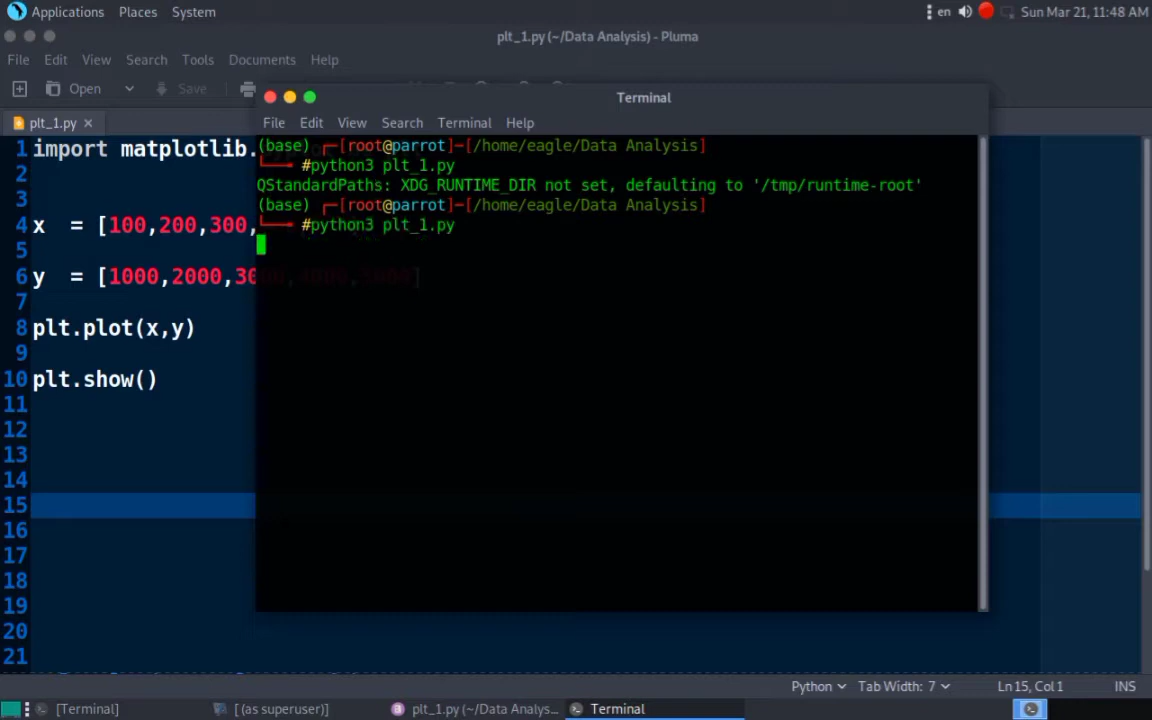 Applications Places System en Sun Mar 21, 11:48 AM
plt_1.py (~/Data Analysis) - Pluma
File Edit View Search Tools Documents Help
Open Save
plt_1.py ×
Terminal
File Edit View Search Terminal Help
(base) ┌─[root@parrot]─[/home/eagle/Data Analysis]
└──╼ #python3 plt_1.py
QStandardPaths: XDG_RUNTIME_DIR not set, defaulting to '/tmp/runtime-root'
(base) ┌─[root@parrot]─[/home/eagle/Data Analysis]
└──╼ #python3 plt_1.py
1 import matplotlib.
2
3
4 x = [100,200,300,
5
6 y = [1000,2000,3000,4000,5000]
7
8 plt.plot(x,y)
9
10 plt.show()
11
12
13
14
15
16
17
18
19
20
21
Python Tab Width: 7 Ln 15, Col 1 INS
[Terminal] [ (as superuser)] plt_1.py (~/Data Analys... Terminal